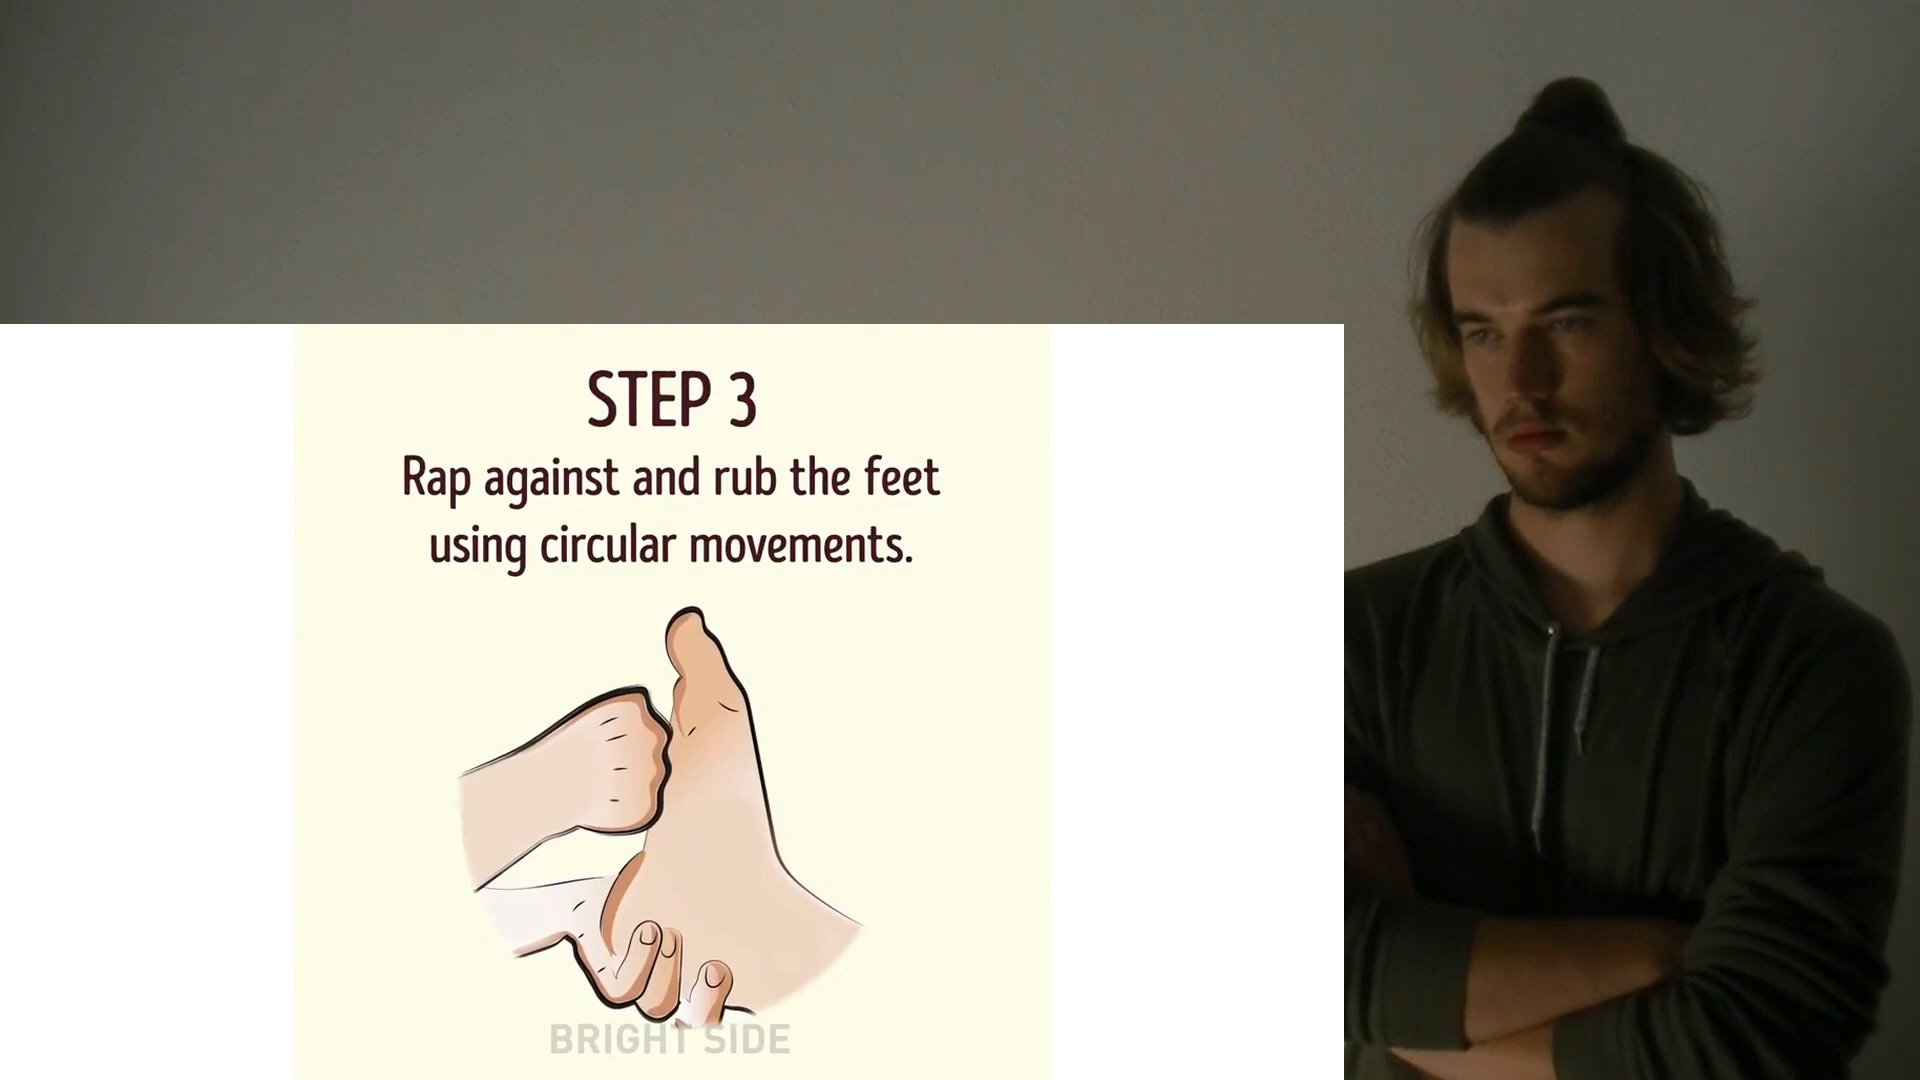 STEP 3
Rap against and rub the feet
using circular movements.
BRIGHT SIDE